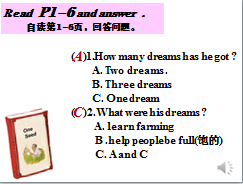 Read P1-6 and answer .
自读第1-6页，回答问题。
(A)1.How many dreams has he got ?
A. Two dreams .
B. Three dreams
C. One dream
(C)2.What were his dreams ?
A. learn farming
B .help peoplebe full(饱的)
C. A and C
One
Seed